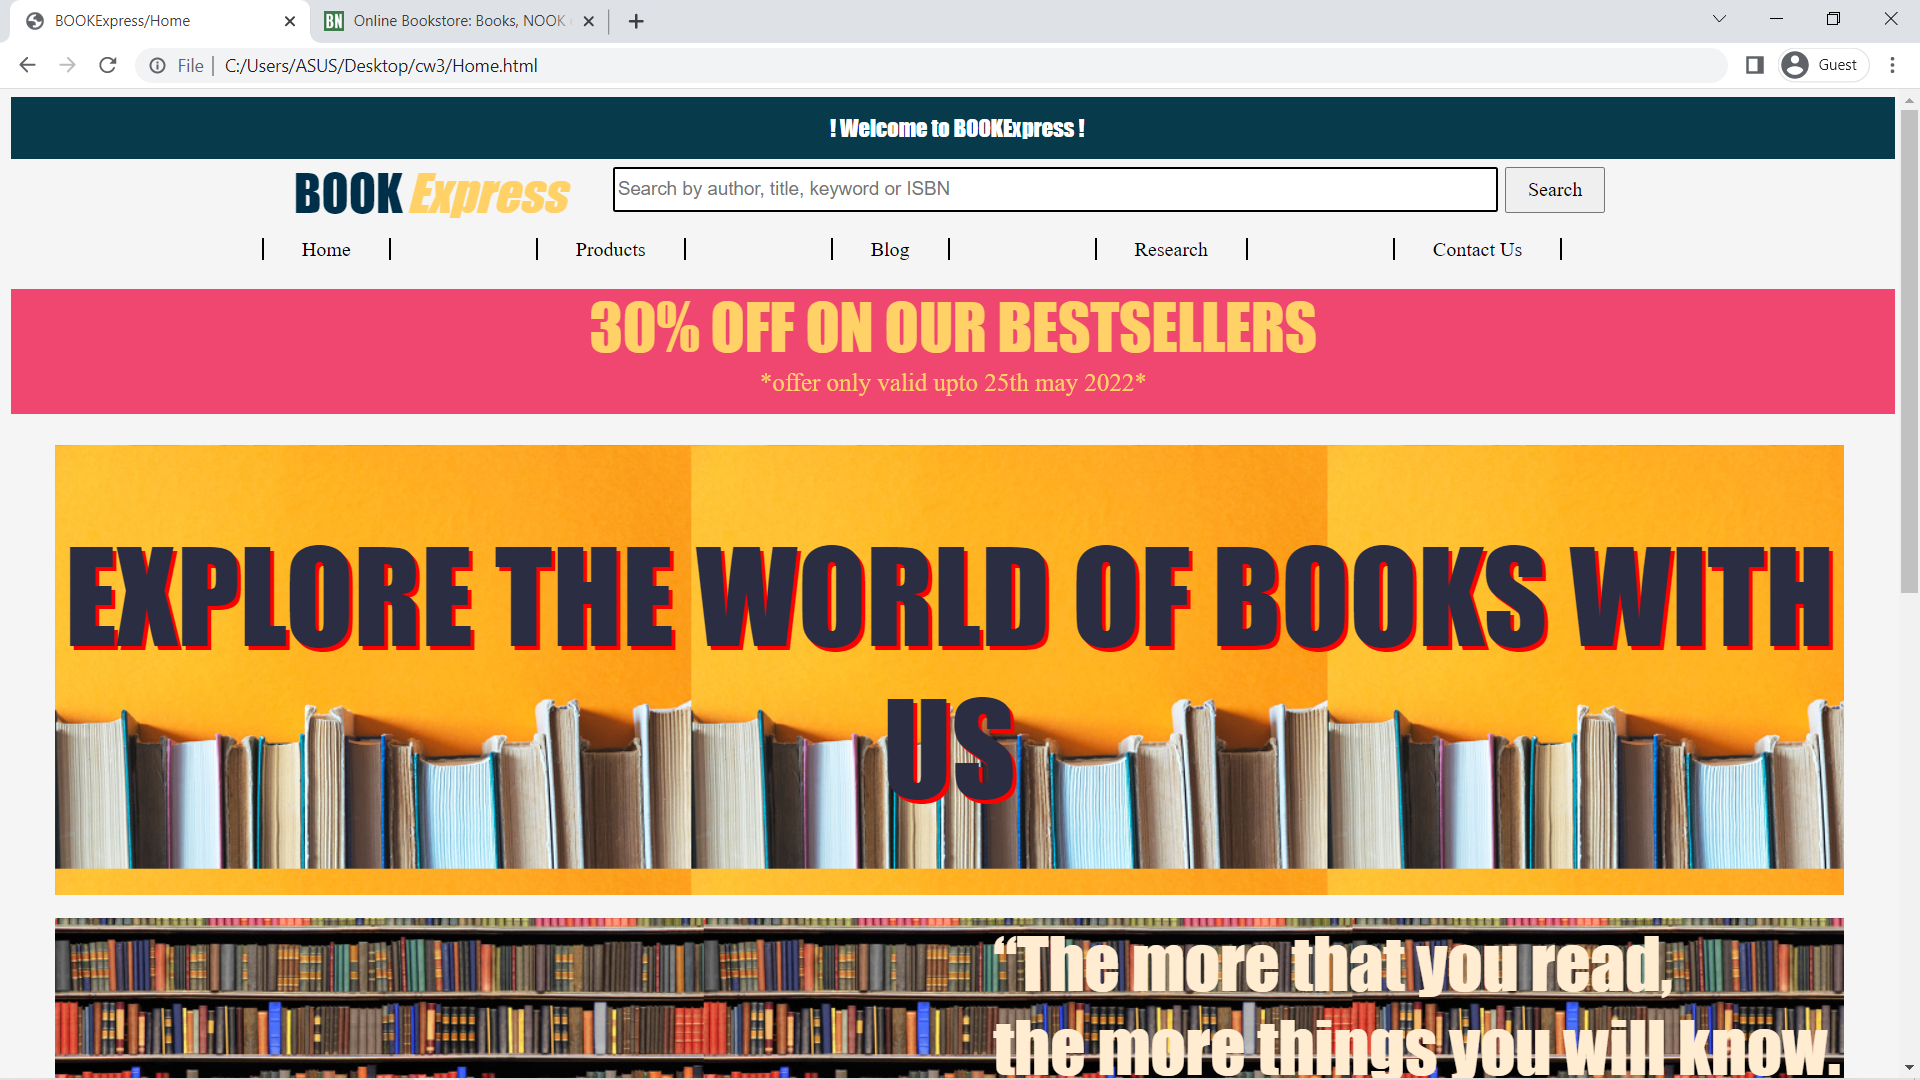 BOOKExpress/Home
Online Bookstore: Books, NOOK
File
C:/Users/ASUS/Desktop/cw3/Home.html
Guest
! Welcome to BOOKExpress !
BOOK Express
Search by author, title, keyword or ISBN
Search
Home
Products
Blog
Research
Contact Us
30% OFF ON OUR BESTSELLERS
*offer only valid upto 25th may 2022*
EXPLORE THE WORLD OF BOOKS WITH
US
“The more that you read,
the more things you will know.